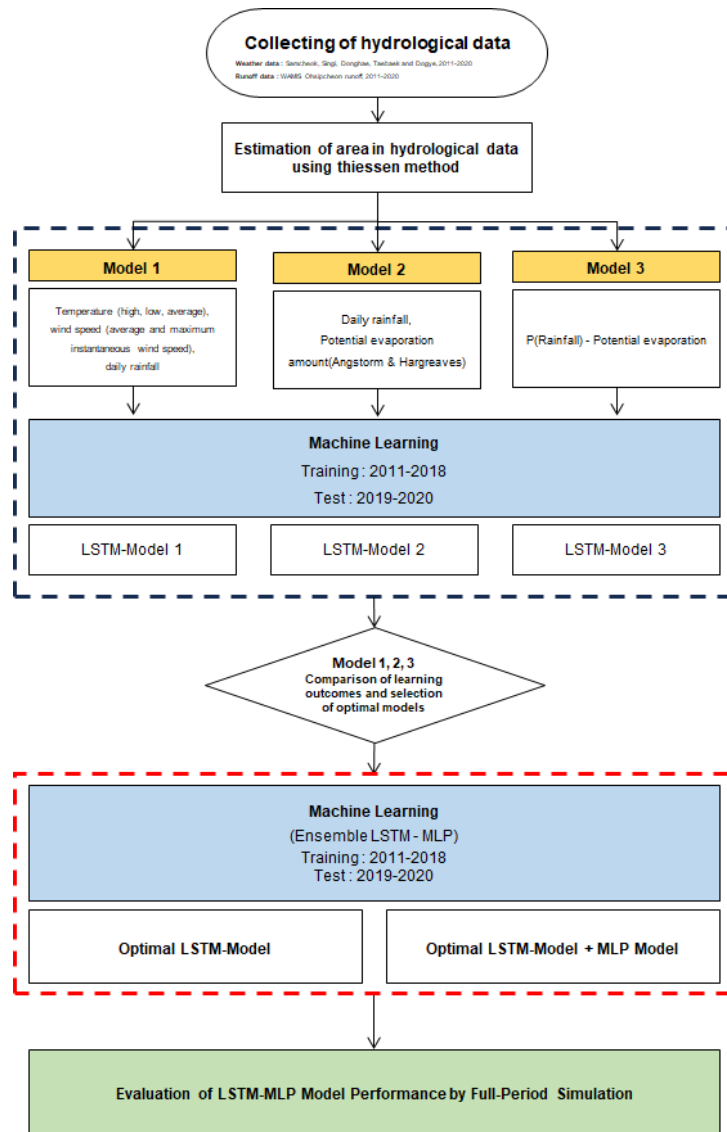 Collecting of hydrological data
Weather data : Samcheok, Singi, Donghae, Taebaek and Dogye, 2011-2020
Runoff data : WAMIS Ohsipcheon runoff, 2011-2020
Estimation of area in hydrological data
using thiessen method
Model 1
Model 2
Model 3
Temperature (high, low, average),
wind speed (average and maximum
instantaneous wind speed),
daily rainfall
Daily rainfall,
Potential evaporation
amount(Angstorm & Hargreaves)
P(Rainfall) - Potential evaporation
Machine Learning
Training : 2011-2018
Test : 2019-2020
LSTM-Model 1
LSTM-Model 2
LSTM-Model 3
Model 1, 2, 3
Comparison of learning
outcomes and selection
of optimal models
Machine Learning
(Ensemble LSTM - MLP)
Training : 2011-2018
Test : 2019-2020
Optimal LSTM-Model
Optimal LSTM-Model + MLP Model
Evaluation of LSTM-MLP Model Performance by Full-Period Simulation